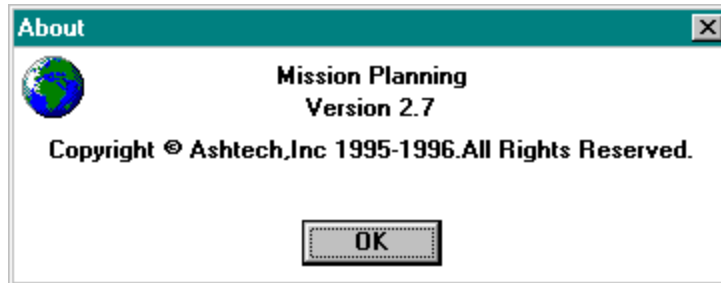 About
Mission Planning
Version 2.7
Copyright © Ashtech,Inc 1995-1996.All Rights Reserved.
OK